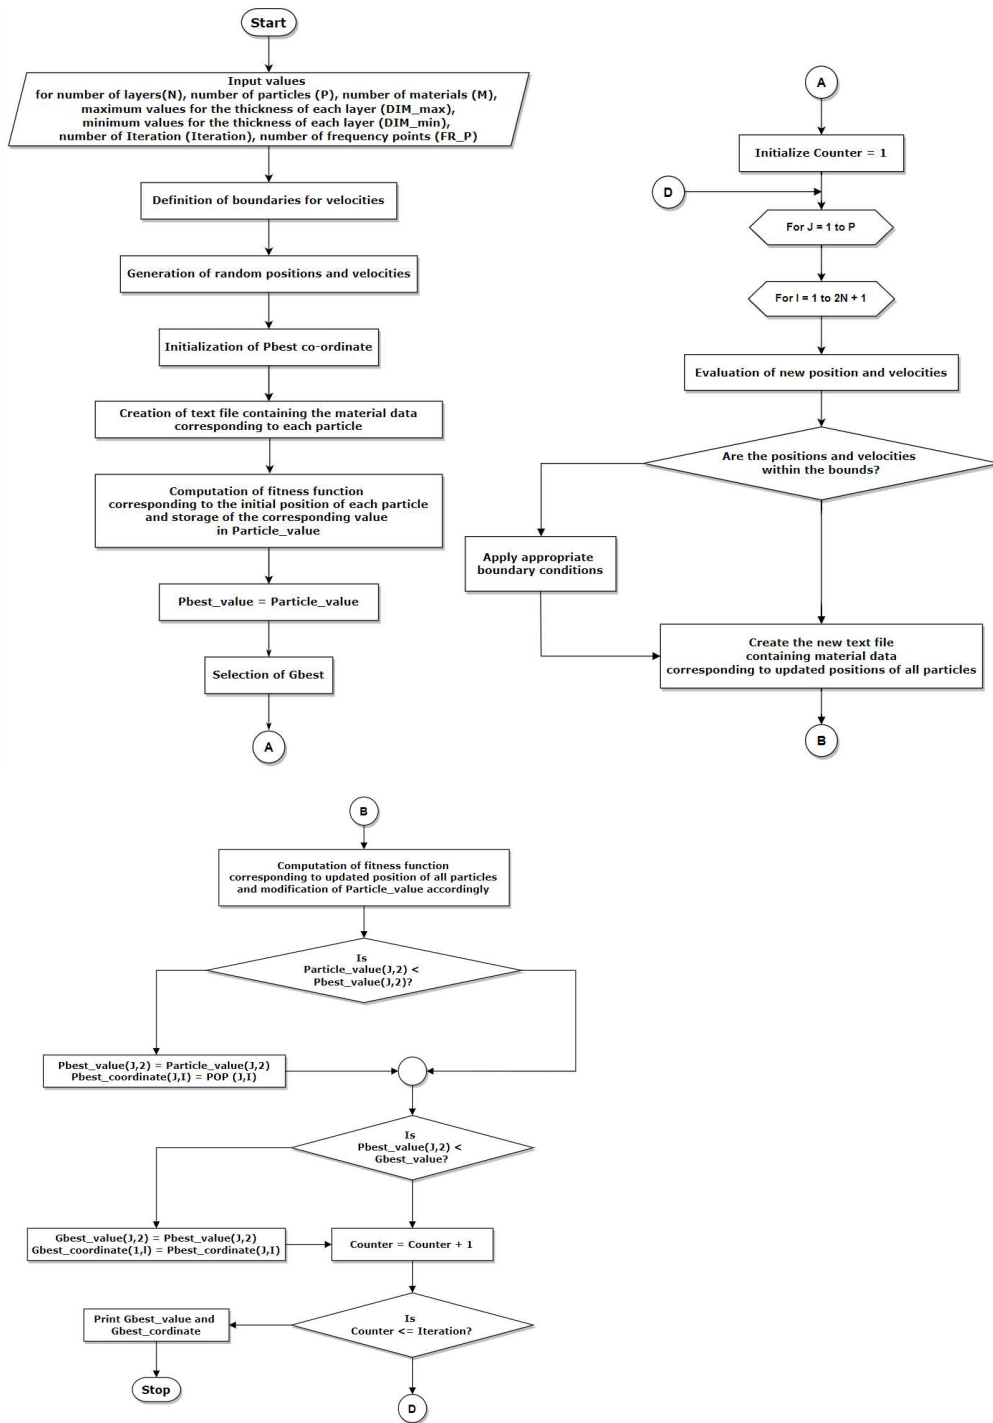 Start
Input values
for number of layers(N), number of particles (P), number of materials (M),
maximum values for the thickness of each layer (DIM_max),
minimum values for the thickness of each layer (DIM_min),
number of Iteration (Iteration), number of frequency points (FR_P)
Definition of boundaries for velocities
Generation of random positions and velocities
Initialization of Pbest co-ordinate
Creation of text file containing the material data
corresponding to each particle
Computation of fitness function
corresponding to the initial position of each particle
and storage of the corresponding value
in Particle_value
Pbest_value = Particle_value
Selection of Gbest
A
A
Initialize Counter = 1
D
For J = 1 to P
For I = 1 to 2N + 1
Evaluation of new position and velocities
Are the positions and velocities
within the bounds?
Apply appropriate
boundary conditions
Create the new text file
containing material data
corresponding to updated positions of all particles
B
B
Computation of fitness function
corresponding to updated position of all particles
and modification of Particle_value accordingly
Is
Particle_value(J,2) <
Pbest_value(J,2)?
Pbest_value(J,2) = Particle_value(J,2)
Pbest_coordinate(J,I) = POP (J,I)
Is
Pbest_value(J,2) <
Gbest_value?
Gbest_value(J,2) = Pbest_value(J,2)
Gbest_coordinate(1,l) = Pbest_cordinate(J,I)
Counter = Counter + 1
Is
Counter <= Iteration?
Print Gbest_value and
Gbest_cordinate
Stop
D